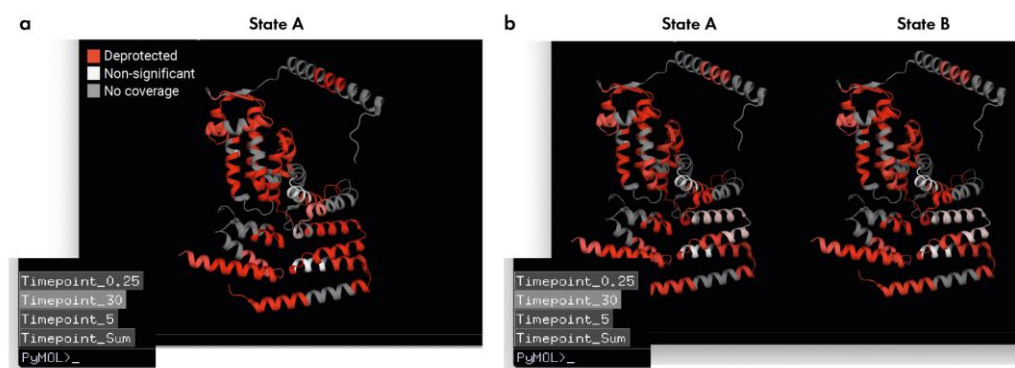 a
State A
Deprotected
Non-significant
No coverage
Timepoint_0.25
Timepoint_30
Timepoint_5
Timepoint_Sum
PyMOL>_
b
State A
State B
Timepoint_0.25
Timepoint_30
Timepoint_5
Timepoint_Sum
PyMOL>_